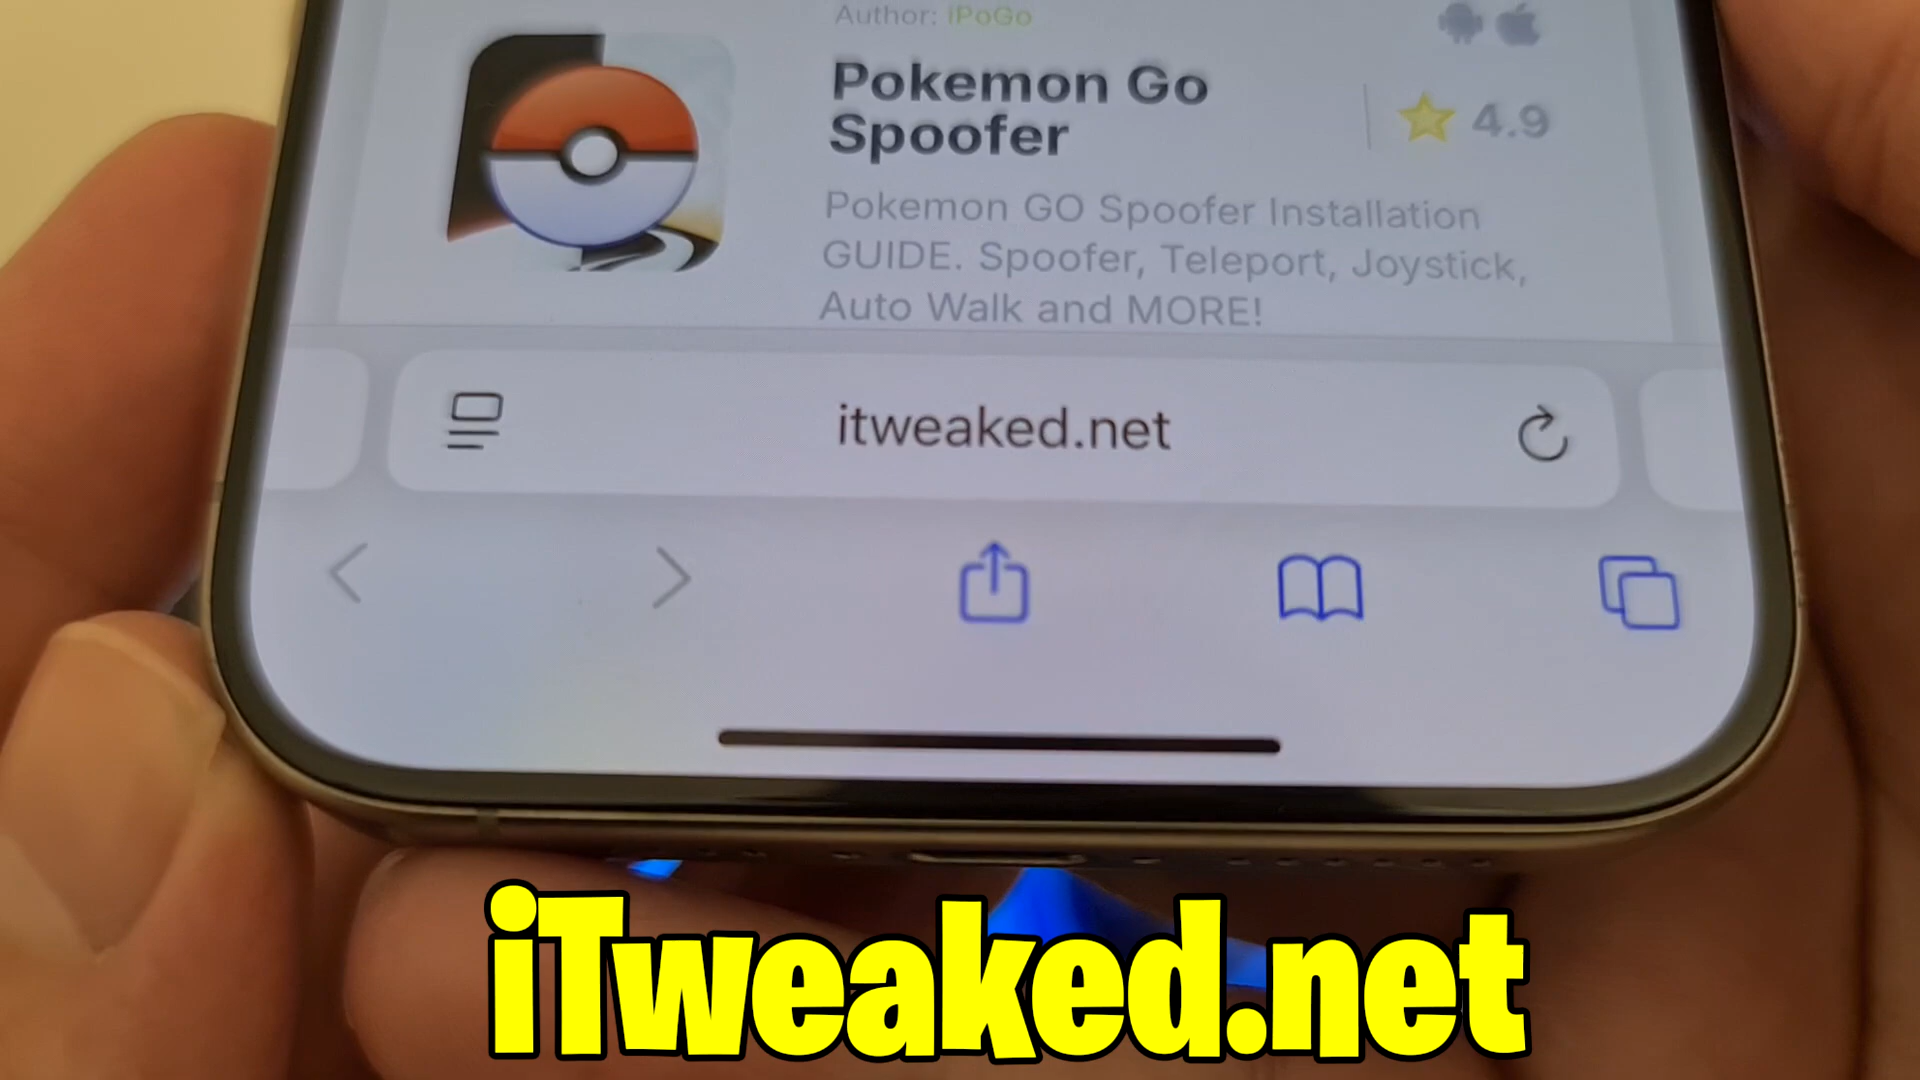 Author: iPoGo
Pokemon Go
Spoofer
4.9
Pokemon GO Spoofer Installation
GUIDE. Spoofer, Teleport, Joystick,
Auto Walk and MORE!
itweaked.net
iTweaked.net